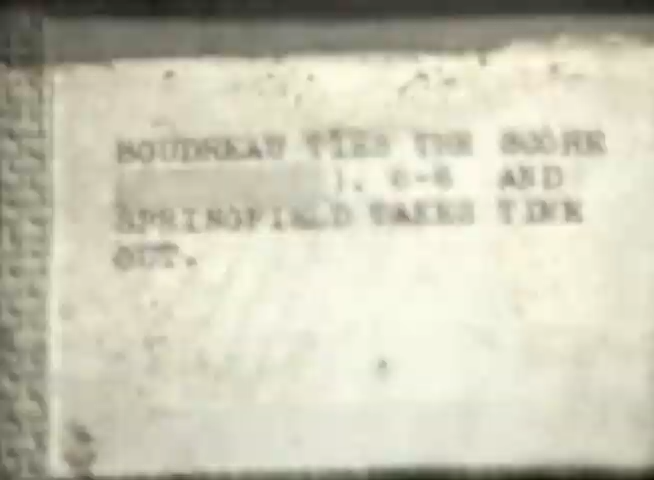 BOUDREAU TIES THE SCORE
). 6-6 AND
SPRINGFIELD TAKES TIME
OUT.